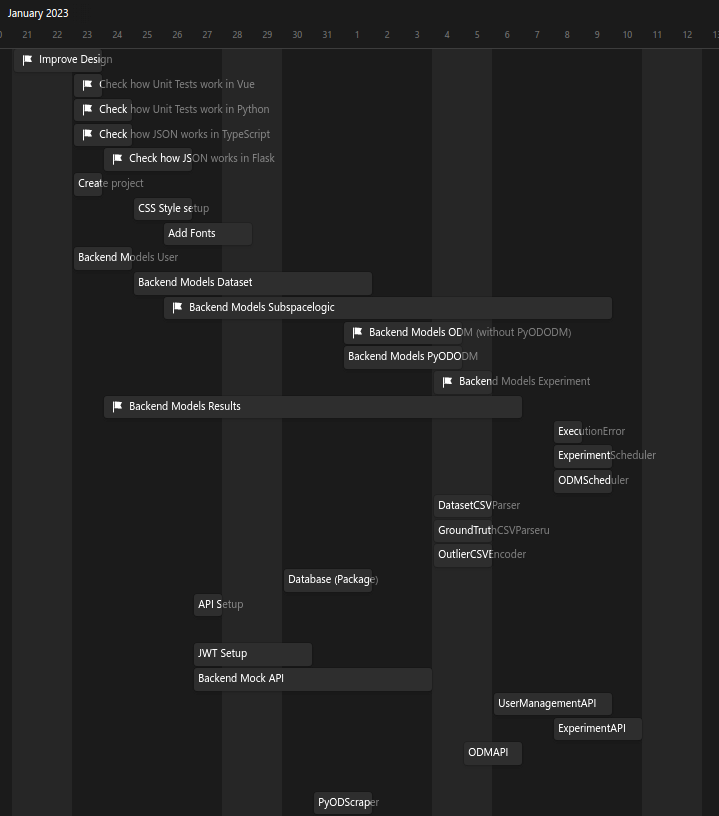 January 2023
21 22 23 24 25 26 27 28 29 30 31 1 2 3 4 5 6 7 8 9 10 11 12
Improve Design
Check how Unit Tests work in Vue
Check how Unit Tests work in Python
Check how JSON works in TypeScript
Check how JSON works in Flask
Create project
CSS Style setup
Add Fonts
Backend Models User
Backend Models Dataset
Backend Models Subspacelogic
Backend Models ODM (without PyODODM)
Backend Models PyODODM
Backend Models Experiment
Backend Models Results
ExecutionError
ExperimentScheduler
ODMScheduler
DatasetCSVParser
GroundTruthCSVParseru
OutlierCSVEncoder
Database (Package)
API Setup
JWT Setup
Backend Mock API
UserManagementAPI
ExperimentAPI
ODMAPI
PyODScraper